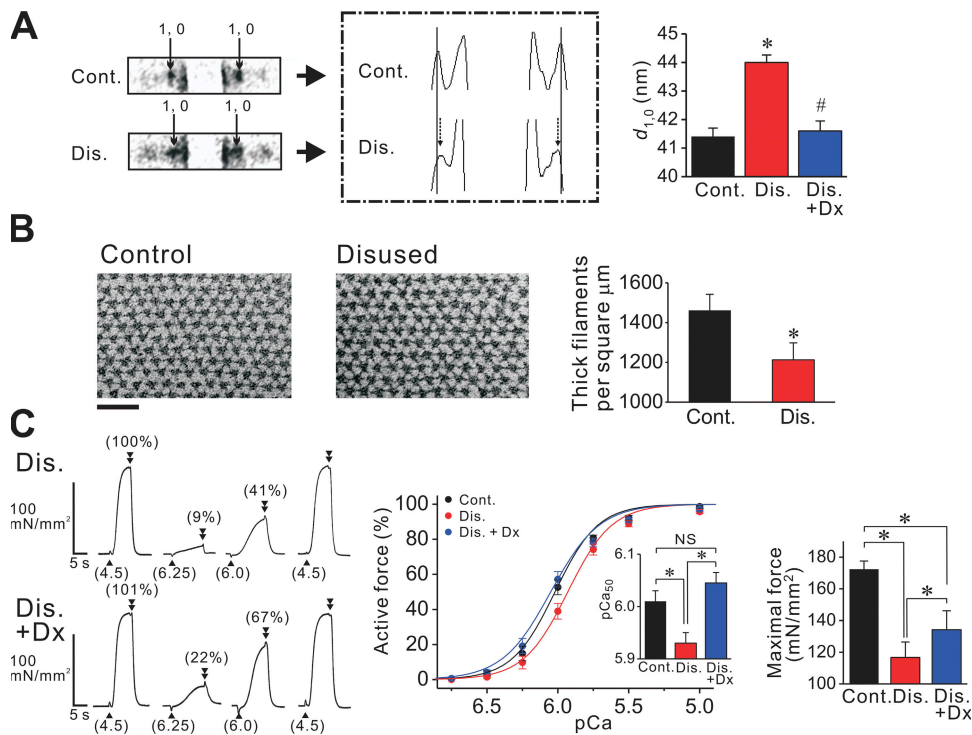 A
1, 0 1, 0
Cont.
1, 0 1, 0
Dis.
Cont.
Dis.
d1,0 (nm)
45
44
43
42
41
40
*
#
Cont. Dis. Dis.
+Dx
B
Control Disused
Thick filaments
per square μm
1600
1400
1200
1000
*
Cont. Dis.
C
Dis.
100
mN/mm2
5 s
(100%)
(9%)
(41%)
(4.5) (6.25) (6.0) (4.5)
Dis.
+Dx
100
mN/mm2
5 s
(101%)
(22%)
(67%)
(4.5) (6.25) (6.0) (4.5)
Active force (%)
100
80
60
40
20
0
Cont.
Dis.
Dis. + Dx
6.5 6.0 5.5 5.0
pCa
pCa50
6.1
6.0
5.9
NS
* *
Cont. Dis. Dis.
+Dx
Maximal force
(mN/mm2)
180
160
140
120
100
*
*
*
Cont. Dis. Dis.
+Dx